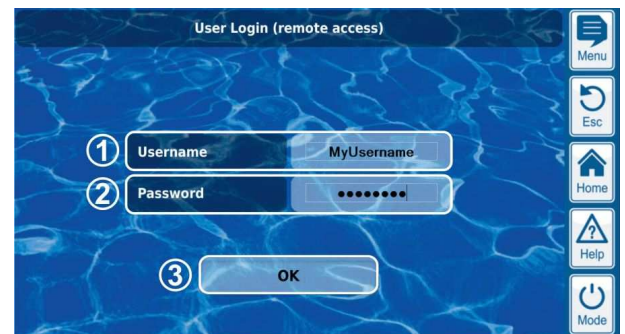 User Login (remote access)
Menu
Esc
1 Username MyUsername
2 Password ●●●●●●●●
Home
Help
3 OK
Mode